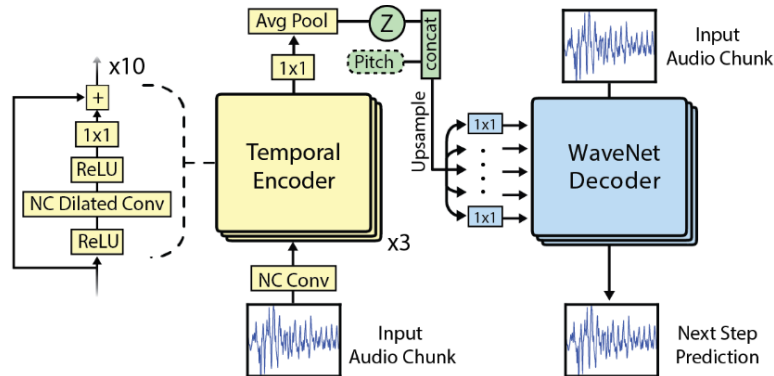 x10
+
1x1
ReLU
NC Dilated Conv
ReLU
Avg Pool
1x1
Temporal
Encoder
x3
NC Conv
Input
Audio Chunk
Z
Pitch
concat
Upsample
1x1
1x1
WaveNet
Decoder
Input
Audio Chunk
Next Step
Prediction